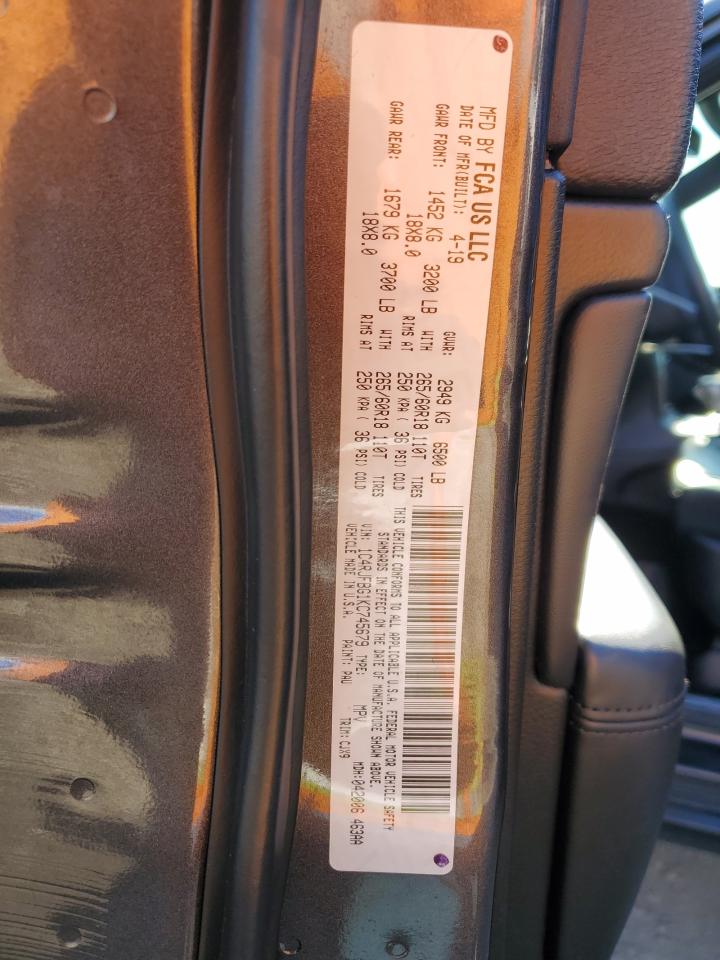 MFD BY FCA US LLC
DATE OF MFR(BUILT): 4-19 GVWR: 2949 KG 6500 LB
GAWR FRONT: 1452 KG 3200 LB WITH 265/60R18 110T TIRES
18X8.0 RIMS AT 250 KPA ( 36 PSI) COLD
GAWR REAR: 1679 KG 3700 LB WITH 265/60R18 110T TIRES
18X8.0 RIMS AT 250 KPA ( 36 PSI) COLD
THIS VEHICLE CONFORMS TO ALL APPLICABLE U.S.A. FEDERAL MOTOR VEHICLE SAFETY
STANDARDS IN EFFECT ON THE DATE OF MANUFACTURE SHOWN ABOVE.
VIN: 1C4RJFBG1KC745679 TYPE: MPV MDH:042006 463AA
VEHICLE MADE IN U.S.A. PAINT: PAU TRIM: CJX9